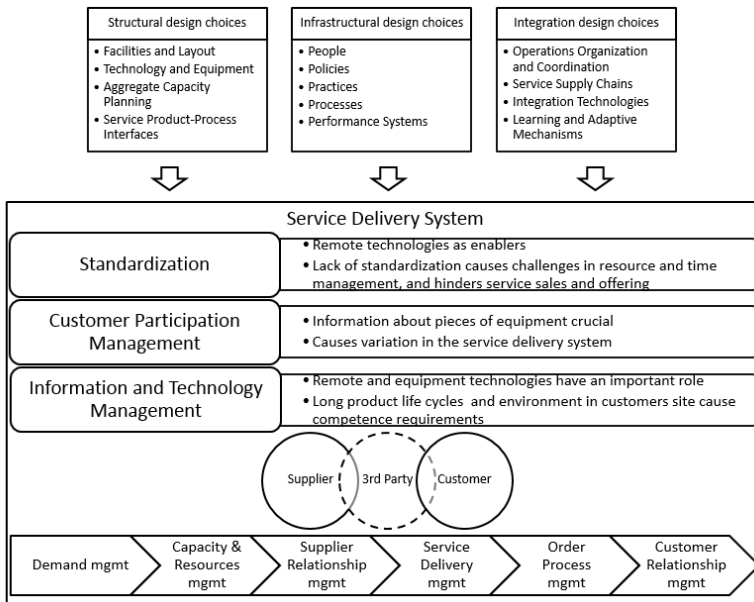 Structural design choices
• Facilities and Layout
• Technology and Equipment
• Aggregate Capacity
Planning
• Service Product-Process
Interfaces
Infrastructural design choices
• People
• Policies
• Practices
• Processes
• Performance Systems
Integration design choices
• Operations Organization
and Coordination
• Service Supply Chains
• Integration Technologies
• Learning and Adaptive
Mechanisms
Service Delivery System
Standardization
• Remote technologies as enablers
• Lack of standardization causes challenges in resource and time
management, and hinders service sales and offering
Customer Participation
Management
• Information about pieces of equipment crucial
• Causes variation in the service delivery system
Information and Technology
Management
• Remote and equipment technologies have an important role
• Long product life cycles and environment in customers site cause
competence requirements
Supplier
3rd Party
Customer
Demand mgmt
Capacity &
Resources
mgmt
Supplier
Relationship
mgmt
Service
Delivery
mgmt
Order
Process
mgmt
Customer
Relationship
mgmt